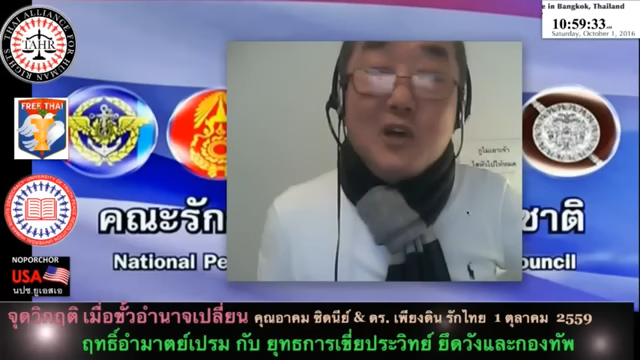 THAI ALLIANCE FOR HUMAN RIGHTS
TAHR
e in Bangkok, Thailand
10:59:33 AM
Saturday, October 1, 2016
FREE THAI
คณะรัก
ชาติ
National Pe
ouncil
NOPORCHOR
USA
นปช.ยูเอสเอ
จุดวิกฤติ เมื่อขั้วอำนาจเปลี่ยน คุณอาคม ซิดนีย์ & ดร. เพียงดิน รักไทย 1 ตุลาคม 2559
ฤทธิ์อำมาตย์เปรม กับ ยุทธการเขี่ยประวิทย์ ยึดวังและกองทัพ